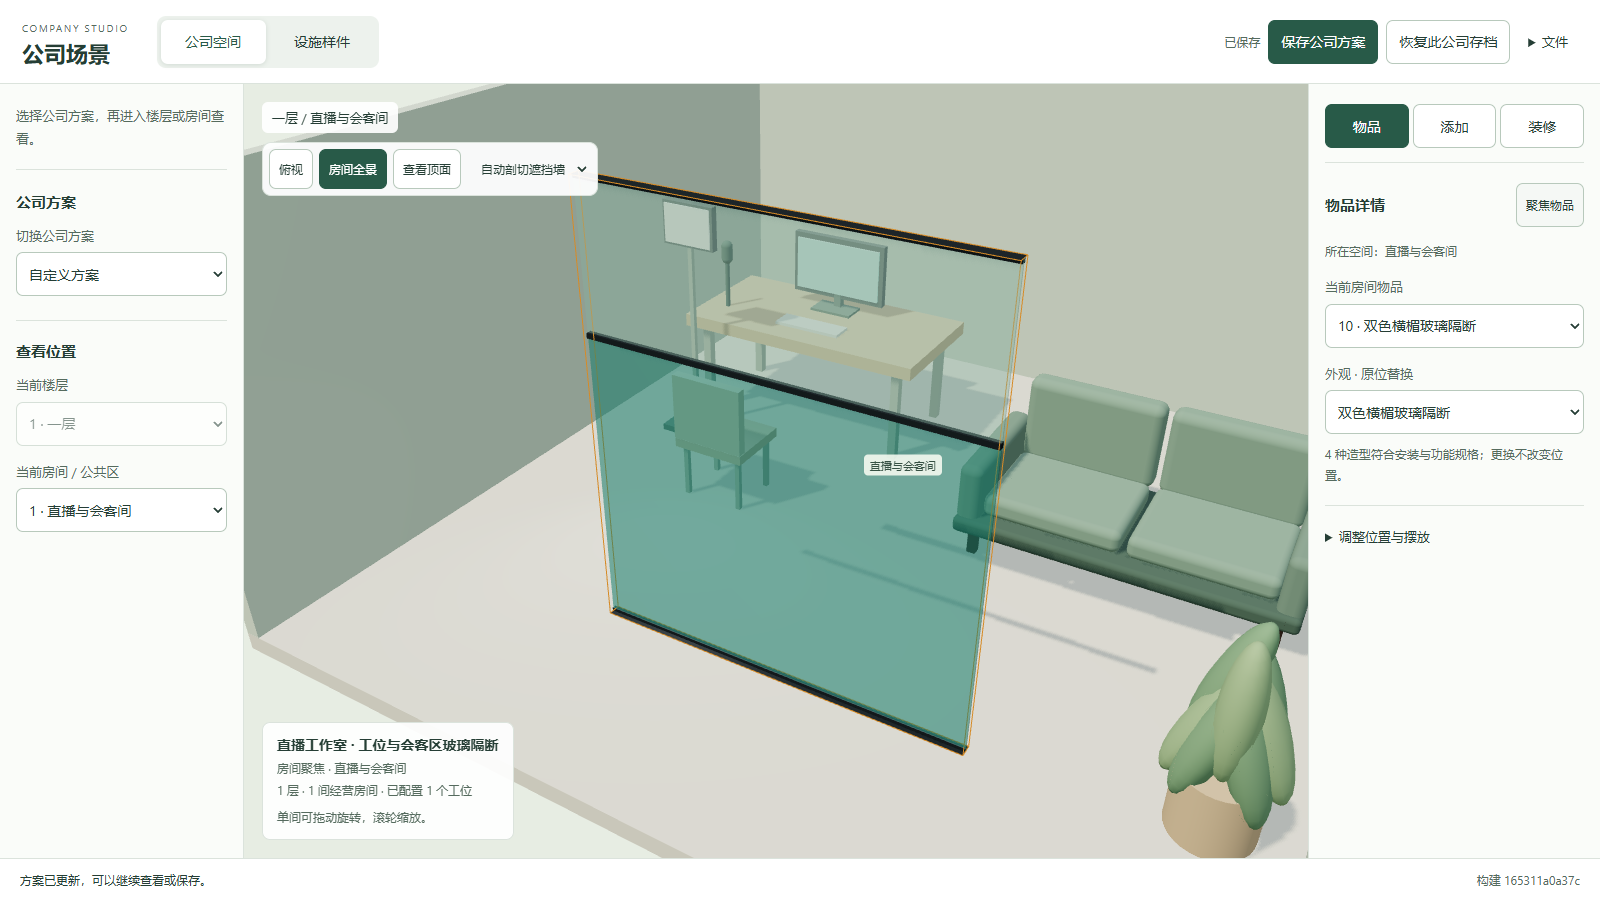 COMPANY STUDIO
公司场景
公司空间
设施样件
已保存
保存公司方案
恢复此公司存档
文件
选择公司方案，再进入楼层或房间查
看。
公司方案
切换公司方案
自定义方案
查看位置
当前楼层
1 · 一层
当前房间 / 公共区
1 · 直播与会客间
一层 / 直播与会客间
俯视
房间全景
查看顶面
自动剖切遮挡墙
直播与会客间
直播工作室 · 工位与会客区玻璃隔断
房间聚焦 · 直播与会客间
1 层 · 1 间经营房间 · 已配置 1 个工位
单间可拖动旋转，滚轮缩放。
物品
添加
装修
物品详情
聚焦物品
所在空间：直播与会客间
当前房间物品
10 · 双色横楣玻璃隔断
外观 · 原位替换
双色横楣玻璃隔断
4 种造型符合安装与功能规格；更换不改变位
置。
调整位置与摆放
方案已更新，可以继续查看或保存。
构建 165311a0a37c